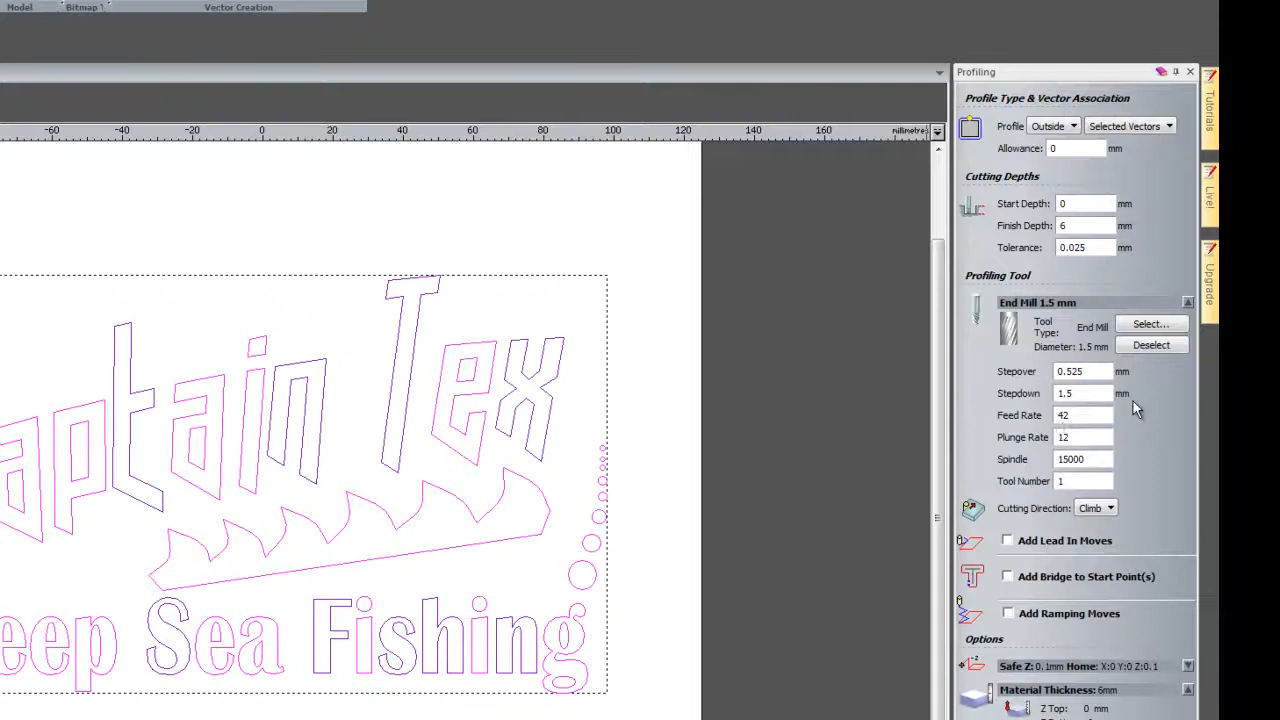 Model Bitmap 1 Vector Creation
Profiling
Profile Type & Vector Association
Profile Outside Selected Vectors
Allowance: 0 mm
-60 -40 -20 0 20 40 60 80 100 120 140 160 millimetres
Cutting Depths
Start Depth: 0 mm
Finish Depth: 6 mm
Tolerance: 0.025 mm
Profiling Tool
End Mill 1.5 mm
Tool Type: End Mill Select...
Diameter: 1.5 mm Deselect
Stepover 0.525 mm
Stepdown 1.5 mm
Feed Rate 42
Plunge Rate 12
Spindle 15000
Tool Number 1
Cutting Direction: Climb
Add Lead In Moves
Add Bridge to Start Point(s)
Add Ramping Moves
Options
Safe Z: 0.1mm Home: X:0 Y:0 Z:0.1
Material Thickness: 6mm
Z Top: 0 mm
Tutorials
Live!
Upgrade
aptain Tex
eep Sea Fishing